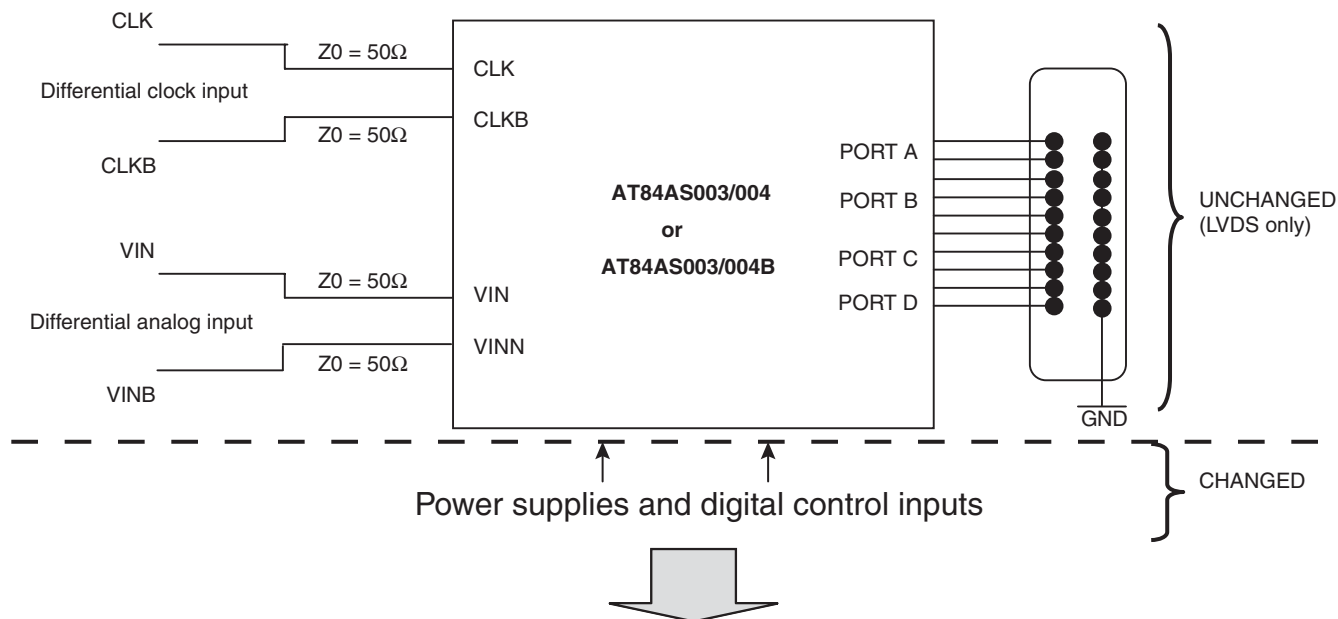 CLK
Z0 = 50Ω
CLK
Differential clock input
CLKB
Z0 = 50Ω
CLKB
PORT A
AT84AS003/004
PORT B
UNCHANGED
(LVDS only)
or
VIN
PORT C
AT84AS003/004B
Z0 = 50Ω
VIN
PORT D
Differential analog input
VINN
Z0 = 50Ω
VINB
GND
CHANGED
Power supplies and digital control inputs